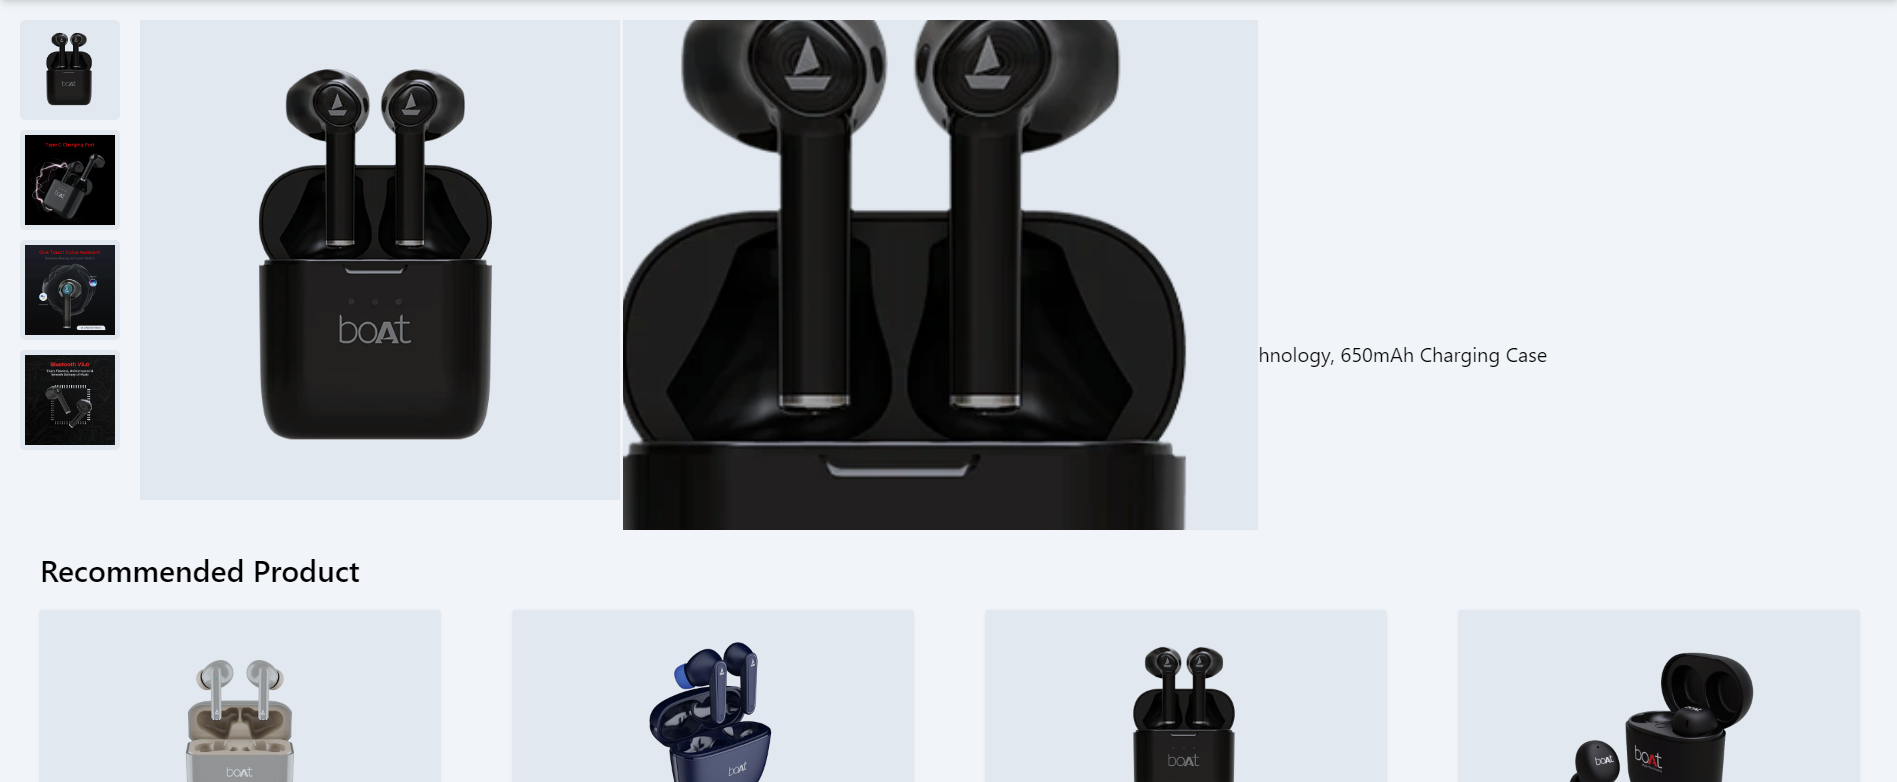 boAt
Type C Charging Port
boAt
Bluetooth V5.0
boAt
hnology, 650mAh Charging Case
Recommended Product
boAt
boAt
boAt
boAt
boAt